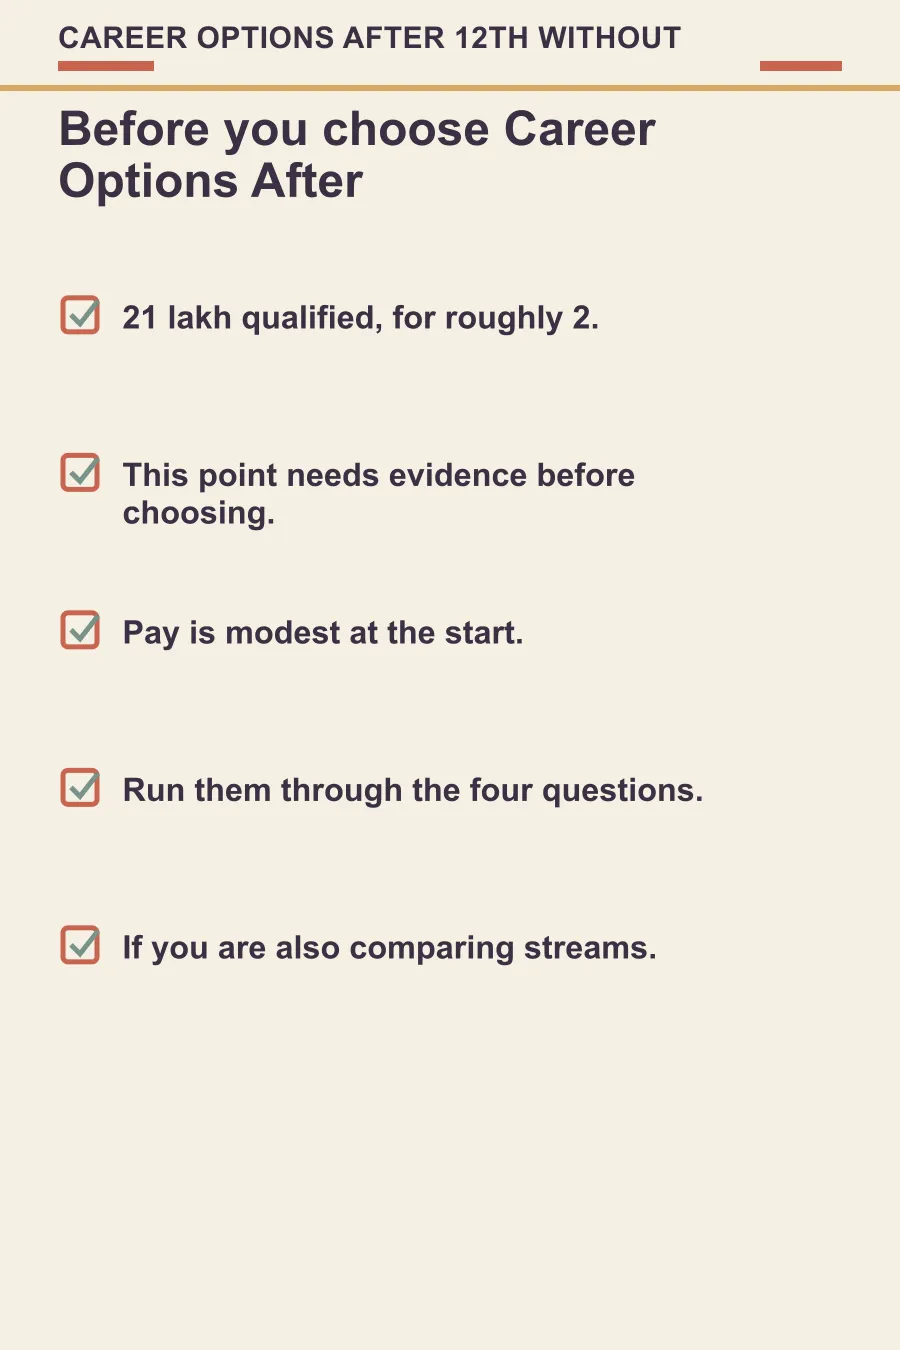 CAREER OPTIONS AFTER 12TH WITHOUT
Before you choose Career
Options After
21 lakh qualified, for roughly 2.
This point needs evidence before
choosing.
Pay is modest at the start.
Run them through the four questions.
If you are also comparing streams.